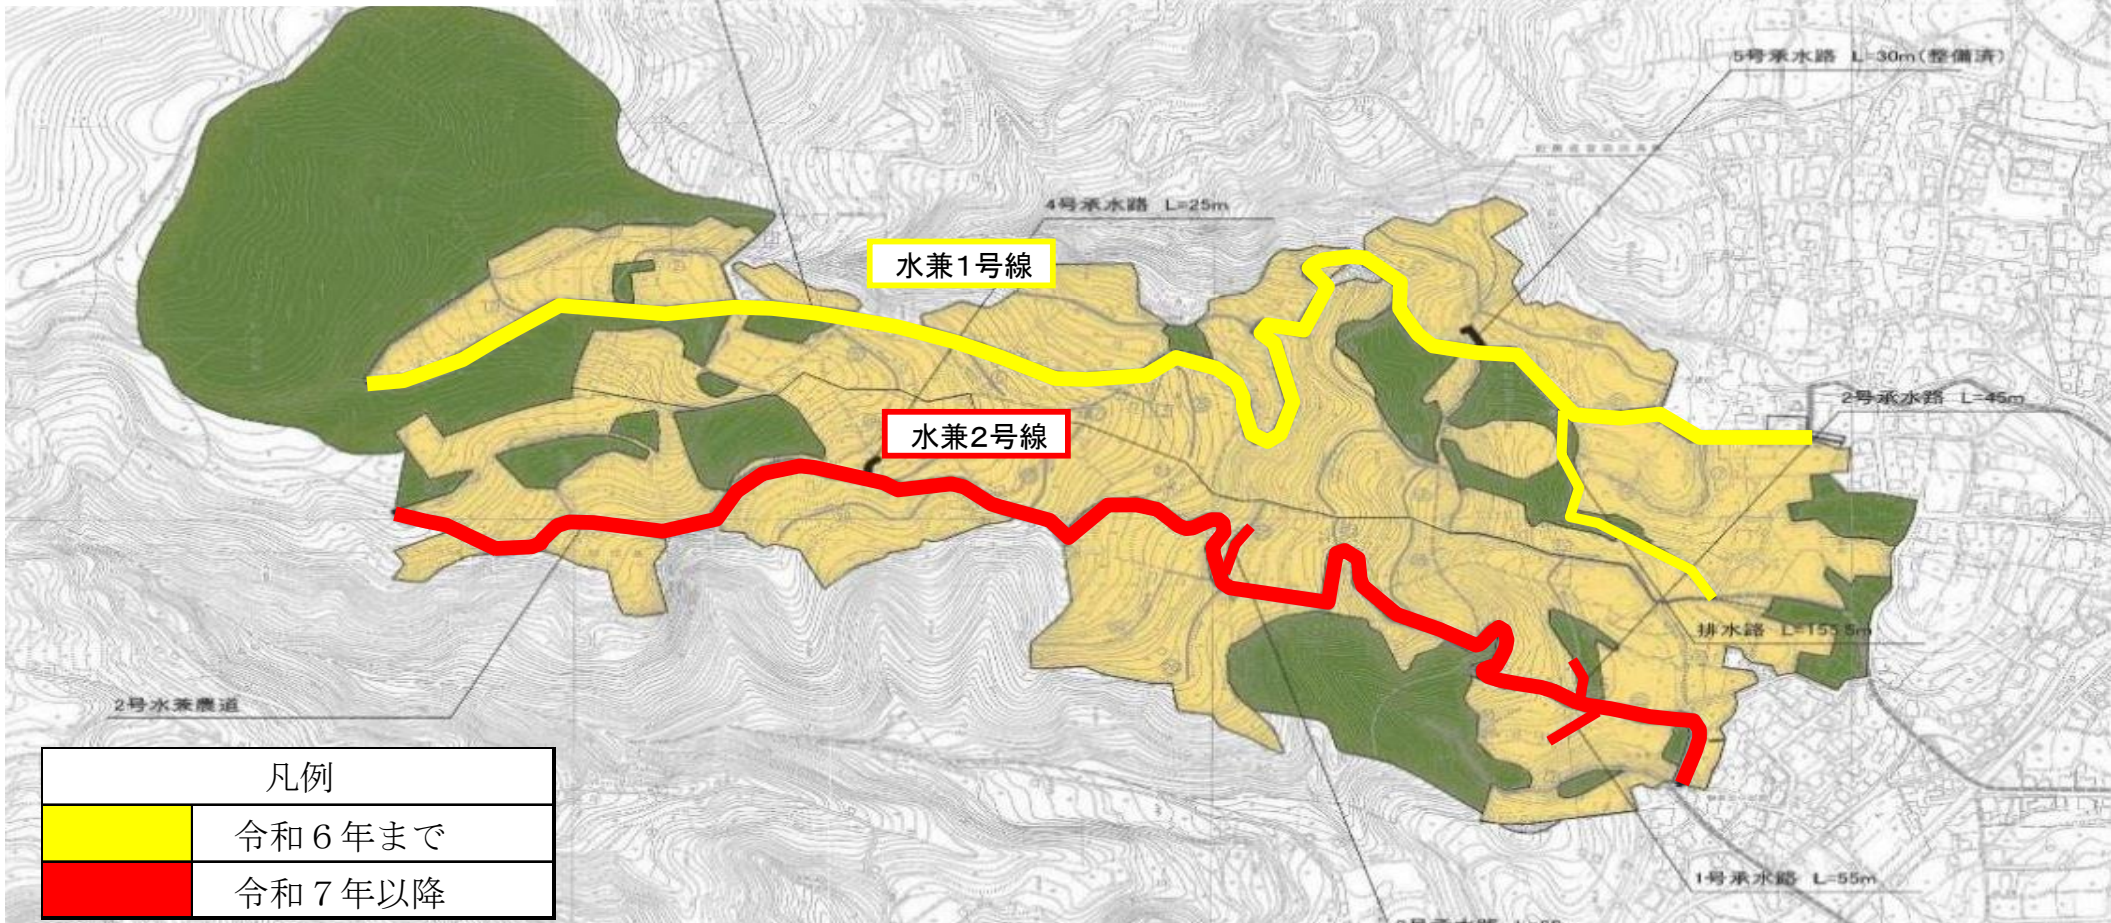 5号承水路 L=30m(整備済)
4号承水路 L=25m
水兼1号線
2号承水路 L=45m
水兼2号線
排水路 L=155.5m
2号水兼農道
凡例
令和６年まで
令和７年以降
1号承水路 L=55m